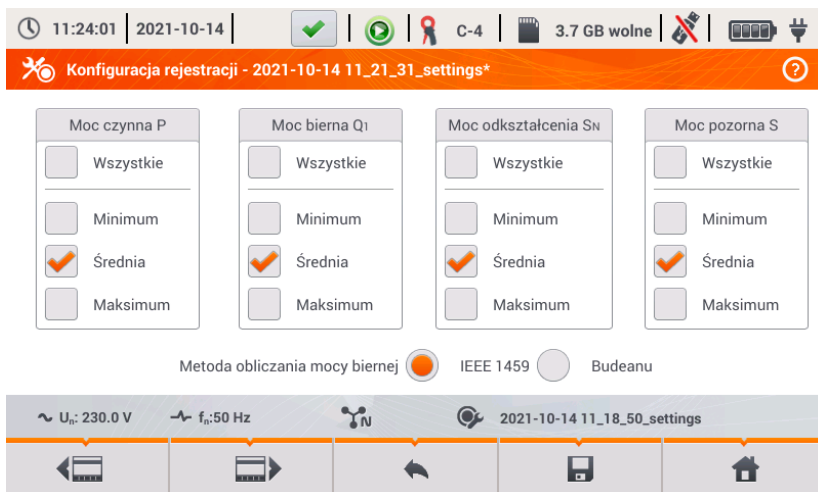 11:24:01 2021-10-14 C-4 3.7 GB wolne
Konfiguracja rejestracji - 2021-10-14 11_21_31_settings* ?
Moc czynna P Moc bierna Q1 Moc odkształcenia SN Moc pozorna S
Wszystkie Wszystkie Wszystkie Wszystkie
Minimum Minimum Minimum Minimum
Średnia Średnia Średnia Średnia
Maksimum Maksimum Maksimum Maksimum
Metoda obliczania mocy biernej IEEE 1459 Budeanu
Un: 230.0 V fn:50 Hz N 2021-10-14 11_18_50_settings